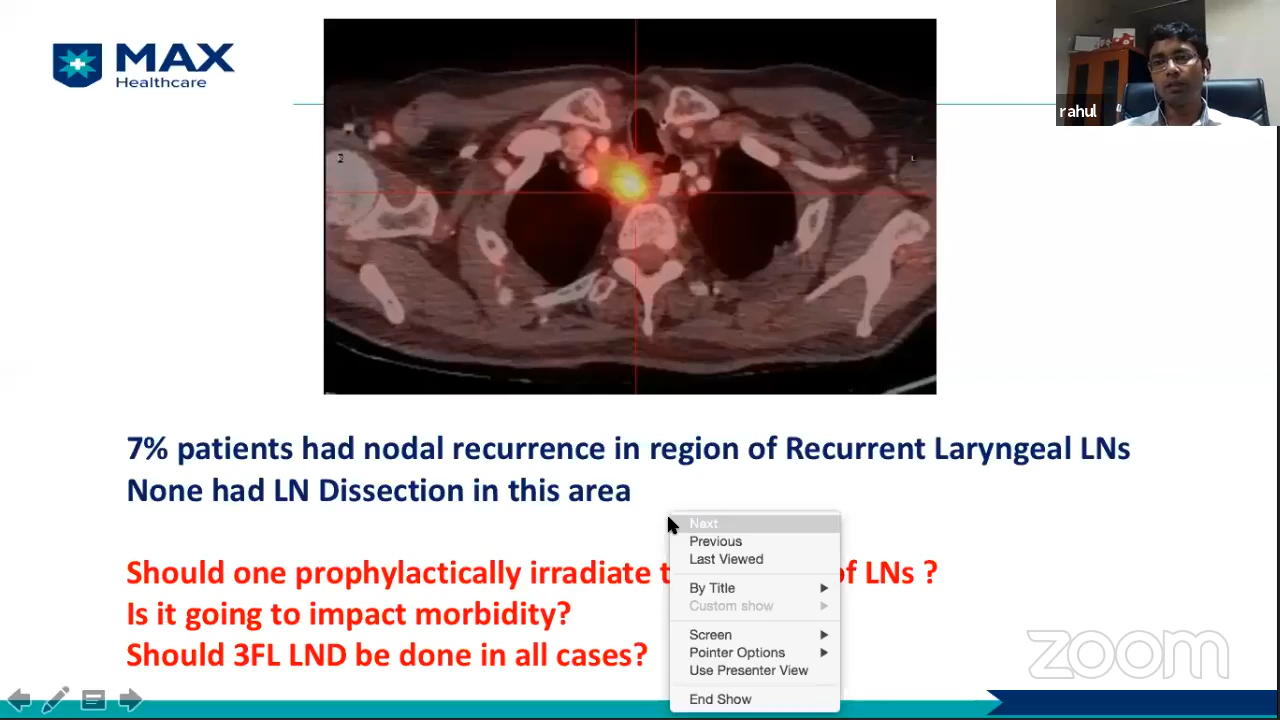 MAX
Healthcare
rahul
7% patients had nodal recurrence in region of Recurrent Laryngeal LNs
None had LN Dissection in this area
Should one prophylactically irradiate t of LNs ?
Is it going to impact morbidity?
Should 3FL LND be done in all cases?
Next
Previous
Last Viewed
By Title
Custom show
Screen
Pointer Options
Use Presenter View
End Show
zoom